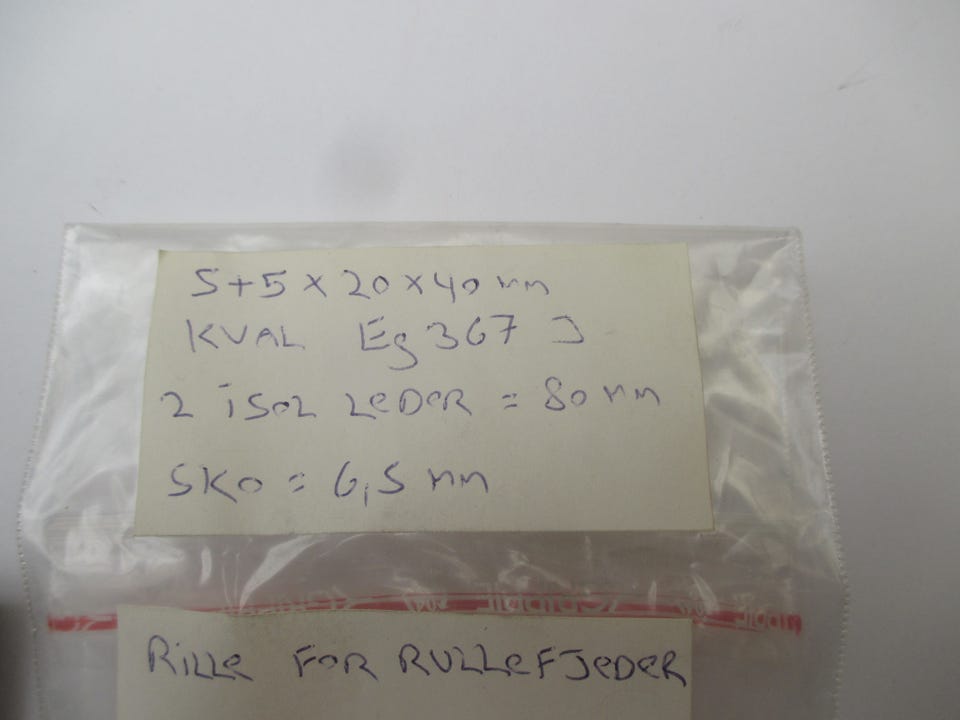 5+5 x 20 x 40 mm
KVAL Eg 367 J
2 iSOL LeDeR = 80 mm
SKO = 6,5 mm
RiLLe FOR RULLeFJeDeR